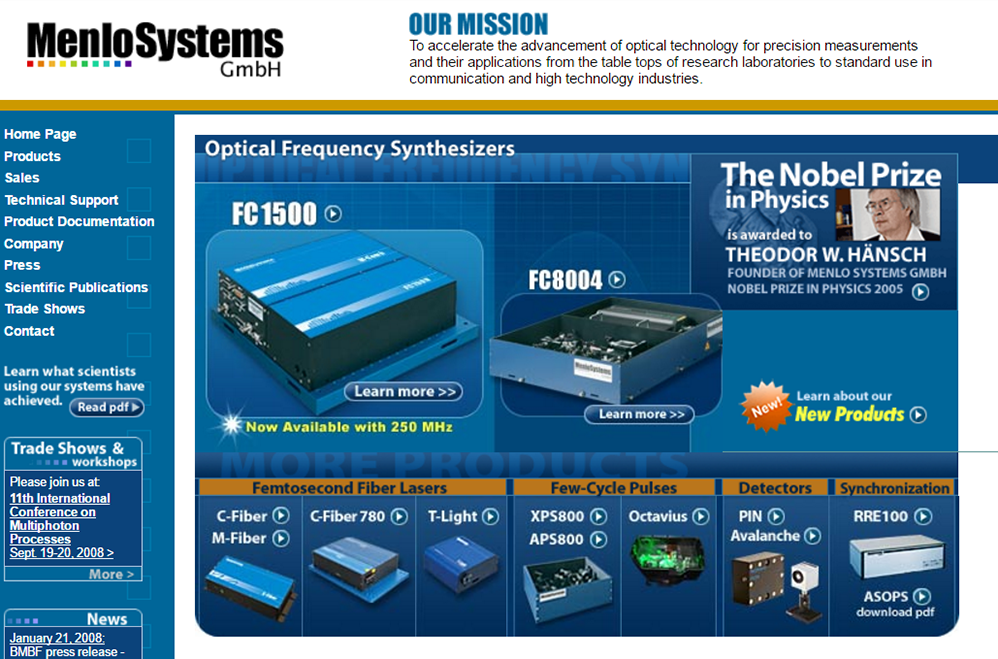 MenloSystems
GmbH
OUR MISSION
To accelerate the advancement of optical technology for precision measurements
and their applications from the table tops of research laboratories to standard use in
communication and high technology industries.
Home Page
Products
Sales
Technical Support
Product Documentation
Company
Press
Scientific Publications
Trade Shows
Contact
Learn what scientists
using our systems have
achieved. Read pdf
Trade Shows &
workshops
Please join us at:
11th International
Conference on
Multiphoton
Processes
Sept. 19-20, 2008 >
More >
News
January 21, 2008:
BMBF press release -
Optical Frequency Synthesizers
OPTICAL FREQUENCY SYN
FC1500
Learn more >>
Now Available with 250 MHz
FC8004
MenloSystems
Learn more >>
The Nobel Prize
in Physics
is awarded to
THEODOR W. HÄNSCH
FOUNDER OF MENLO SYSTEMS GMBH
NOBEL PRIZE IN PHYSICS 2005
New!
Learn about our
New Products
MORE PRODUCTS
Femtosecond Fiber Lasers
C-Fiber
M-Fiber
C-Fiber 780
T-Light
Few-Cycle Pulses
XPS800
APS800
Octavius
Detectors
PIN
Avalanche
Synchronization
RRE100
ASOPS
download pdf